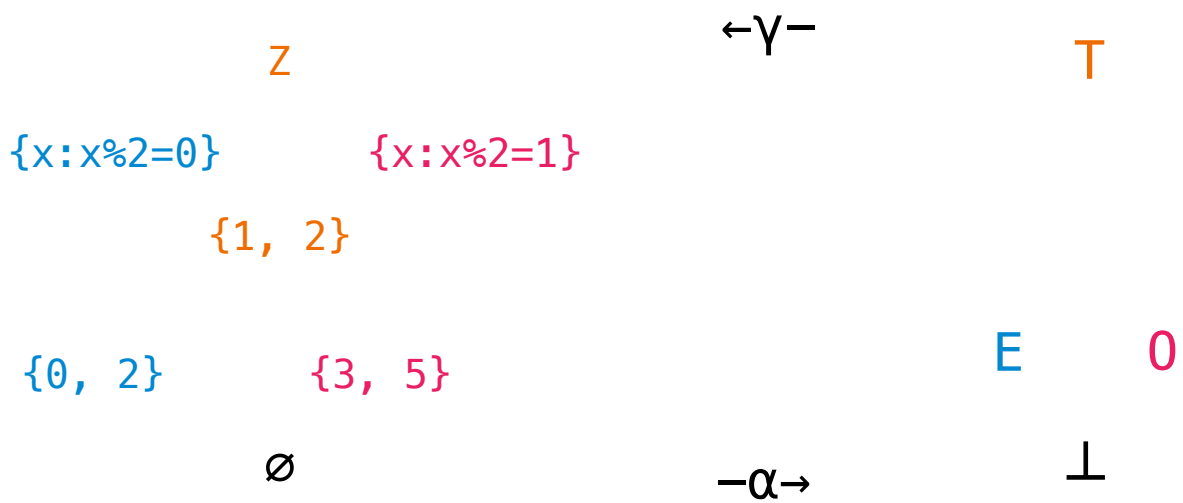 ←γ−
Z T
{x:x%2=0} {x:x%2=1}
{1, 2}
E O
{0, 2} {3, 5}
∅ ⊥
−α→